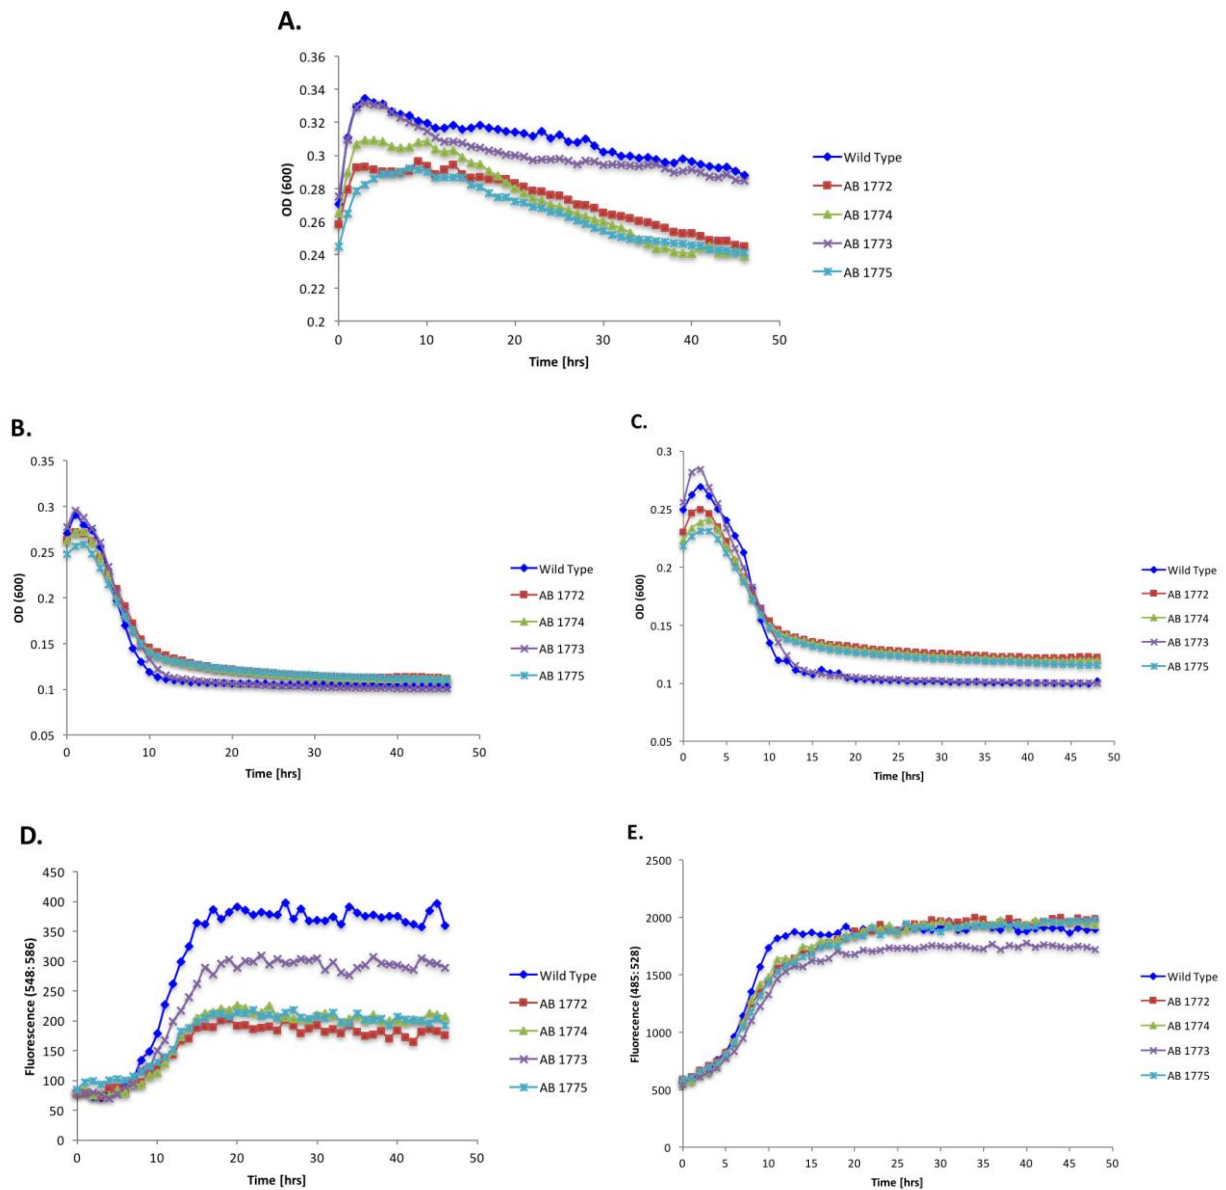 A.
0.36
0.34
0.32
0.3
0.28
0.26
0.24
0.22
0.2
OD (600)
0 10 20 30 40 50
Time [hrs]
Wild Type
AB 1772
AB 1774
AB 1773
AB 1775
B.
0.35
0.3
0.25
0.2
0.15
0.1
0.05
OD (600)
0 10 20 30 40 50
Time [hrs]
Wild Type
AB 1772
AB 1774
AB 1773
AB 1775
C.
0.3
0.25
0.2
0.15
0.1
0.05
OD (600)
0 5 10 15 20 25 30 35 40 45 50
Time [hrs]
Wild Type
AB 1772
AB 1774
AB 1773
AB 1775
D.
450
400
350
300
250
200
150
100
50
0
Fluorescence (548: 586)
0 10 20 30 40 50
Time [hrs]
Wild Type
AB 1772
AB 1774
AB 1773
AB 1775
E.
2500
2000
1500
1000
500
0
Fluorecence (485: 528)
0 5 10 15 20 25 30 35 40 45 50
Time [hrs]
Wild Type
AB 1772
AB 1774
AB 1773
AB 1775